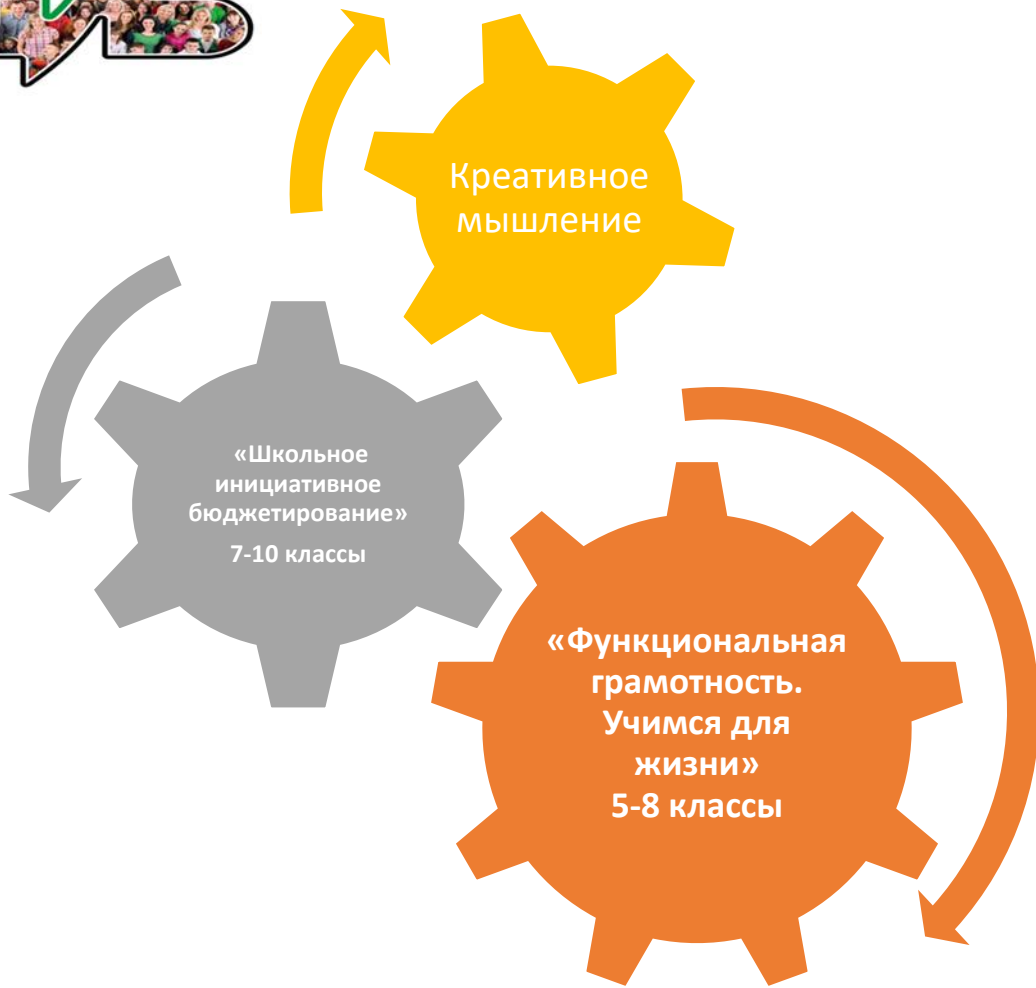 Креативное
мышление
«Школьное
инициативное
бюджетирование»
7-10 классы
«Функциональная
грамотность.
Учимся для
жизни»
5-8 классы